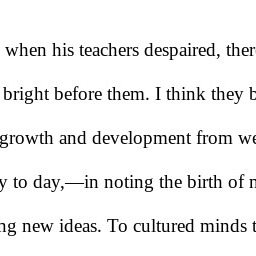 when his teachers despaired, ther
bright before them. I think they b
growth and development from we
y to day,—in noting the birth of n
ng new ideas. To cultured minds t